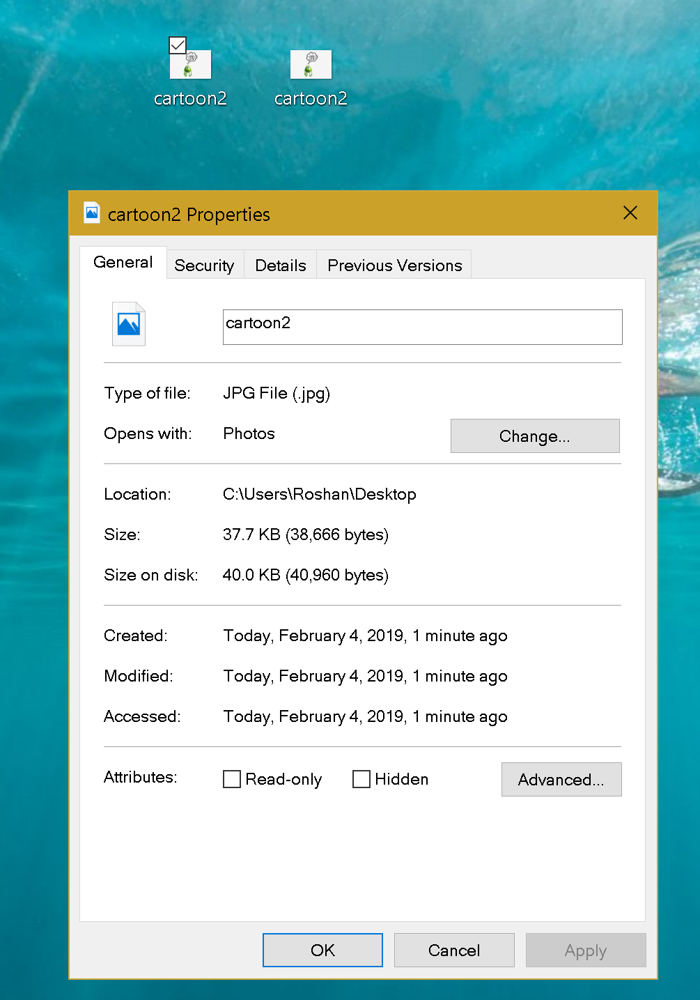 cartoon2 cartoon2
cartoon2 Properties
General Security Details Previous Versions
cartoon2
Type of file: JPG File (.jpg)
Opens with: Photos Change...
Location: C:\Users\Roshan\Desktop
Size: 37.7 KB (38,666 bytes)
Size on disk: 40.0 KB (40,960 bytes)
Created: Today, February 4, 2019, 1 minute ago
Modified: Today, February 4, 2019, 1 minute ago
Accessed: Today, February 4, 2019, 1 minute ago
Attributes: Read-only Hidden Advanced...
OK Cancel Apply